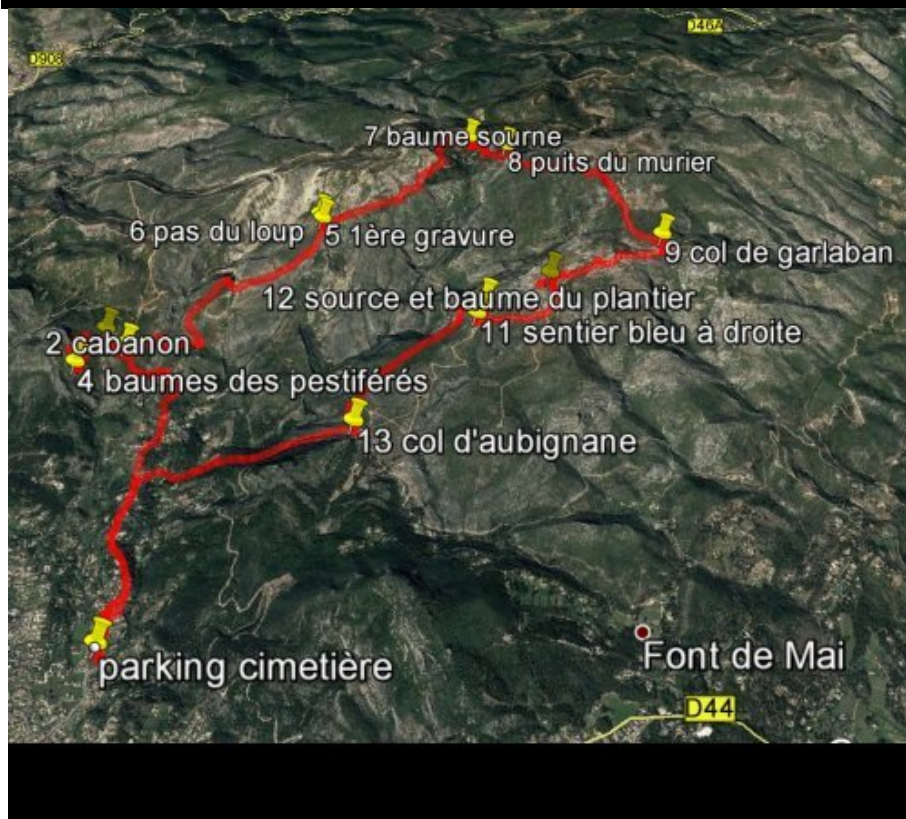 D46A
D908
7 baume sourne
8 puits du murier
6 pas du loup
5 1ère gravure
9 col de garlaban
12 source et baume du plantier
11 sentier bleu à droite
2 cabanon
4 baumes des pestiférés
13 col d'aubignane
parking cimetière
Font de Mai
D44